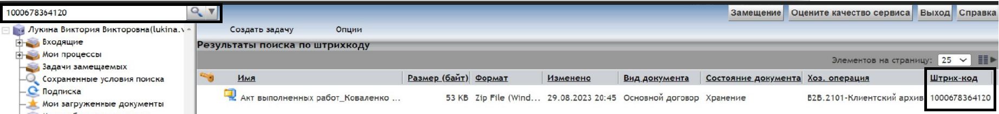 1000678364120
Замещение Оцените качество сервиса Выход Справка
Лукина Виктория Викторовна(lukina.v
Создать задачу Опции
Входящие
Мои процессы
Задачи замещаемых
Сохраненные условия поиска
Подписка
Мои загруженные документы
Результаты поиска по штрихкоду
Элементов на страницу: 25
Имя Размер (байт) Формат Изменено Вид документа Состояние документа Хоз. операция Штрих-код
Акт выполненных работ_Коваленко ... 53 KB Zip File (Wind... 29.08.2023 20:45 Основной договор Хранение B2B.2101-Клиентский архив 1000678364120